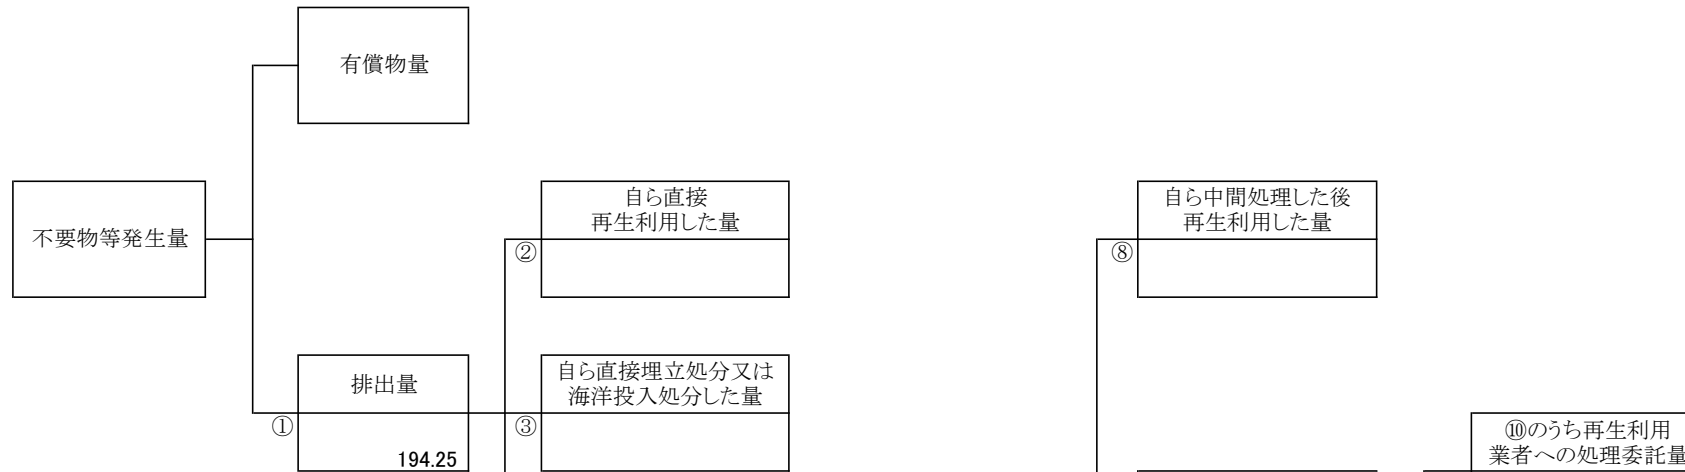 有償物量
不要物等発生量
自ら直接
再生利用した量
②
自ら中間処理した後
再生利用した量
⑧
排出量
①
194.25
自ら直接埋立処分又は
海洋投入処分した量
③
⑩のうち再生利用
業者への処理委託量